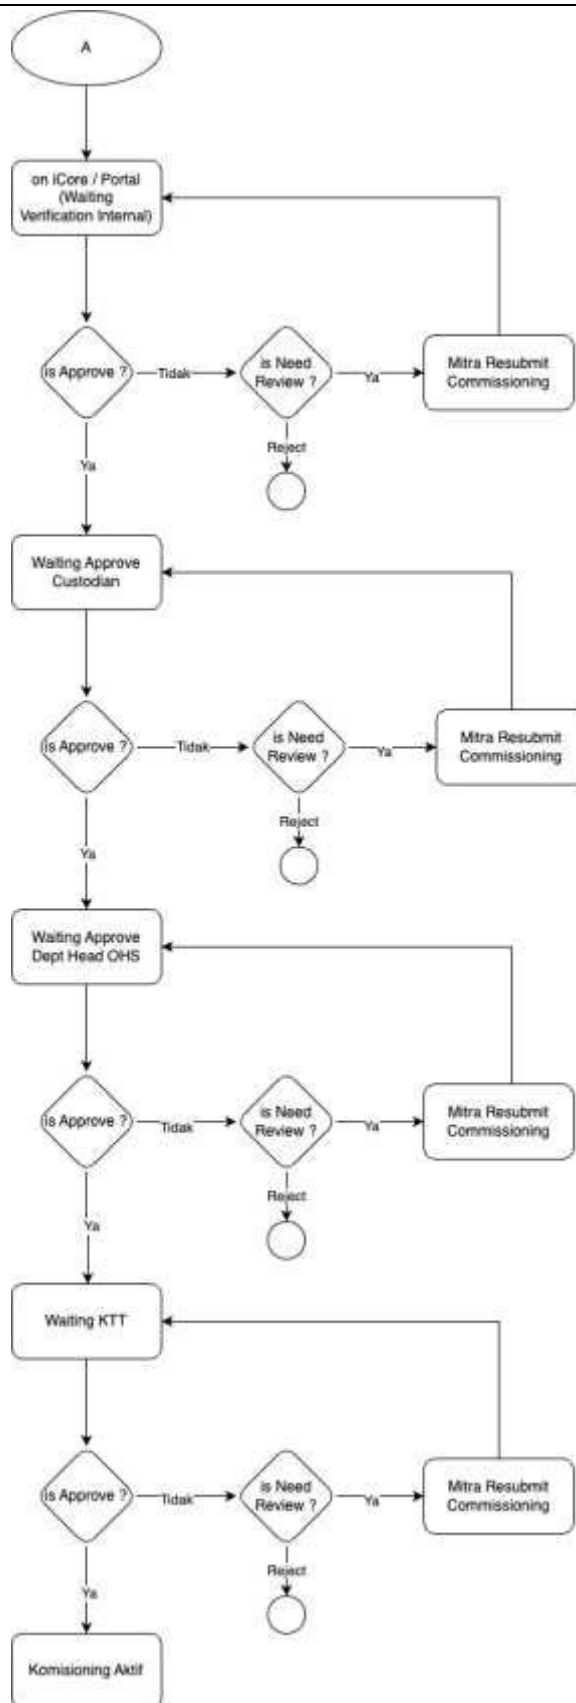 A
on iCore / Portal
(Waiting
Verification Internal)
is Approve ?
Tidak
is Need
Review ?
Ya
Mitra Resubmit
Commissioning
Reject
Ya
Waiting Approve
Custodian
is Approve ?
Tidak
is Need
Review ?
Ya
Mitra Resubmit
Commissioning
Reject
Ya
Waiting Approve
Dept Head OHS
is Approve ?
Tidak
is Need
Review ?
Ya
Mitra Resubmit
Commissioning
Reject
Ya
Waiting KTT
is Approve ?
Tidak
is Need
Review ?
Ya
Mitra Resubmit
Commissioning
Reject
Ya
Komisioning Aktif